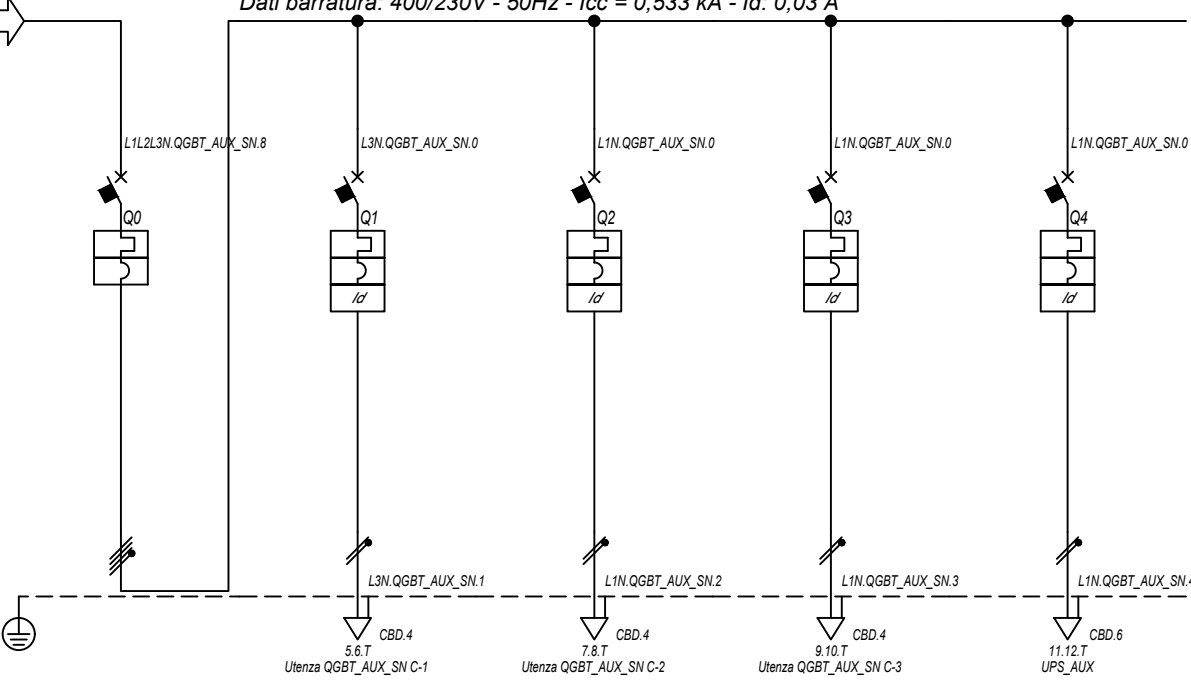 Dati barratura: 400/230V - 50Hz - Icc = 0,533 kA - Id: 0,03 A
L1L2L3N.QGBT_AUX_SN.8
L3N.QGBT_AUX_SN.0
L1N.QGBT_AUX_SN.0
L1N.QGBT_AUX_SN.0
L1N.QGBT_AUX_SN.0
Q0
Q1
Q2
Q3
Q4
Id
Id
Id
Id
L3N.QGBT_AUX_SN.1
L1N.QGBT_AUX_SN.2
L1N.QGBT_AUX_SN.3
L1N.QGBT_AUX_SN.4
CBD.4
CBD.4
CBD.4
CBD.6
5.6.T
Utenza QGBT_AUX_SN C-1
7.8.T
Utenza QGBT_AUX_SN C-2
9.10.T
Utenza QGBT_AUX_SN C-3
11.12.T
UPS_AUX